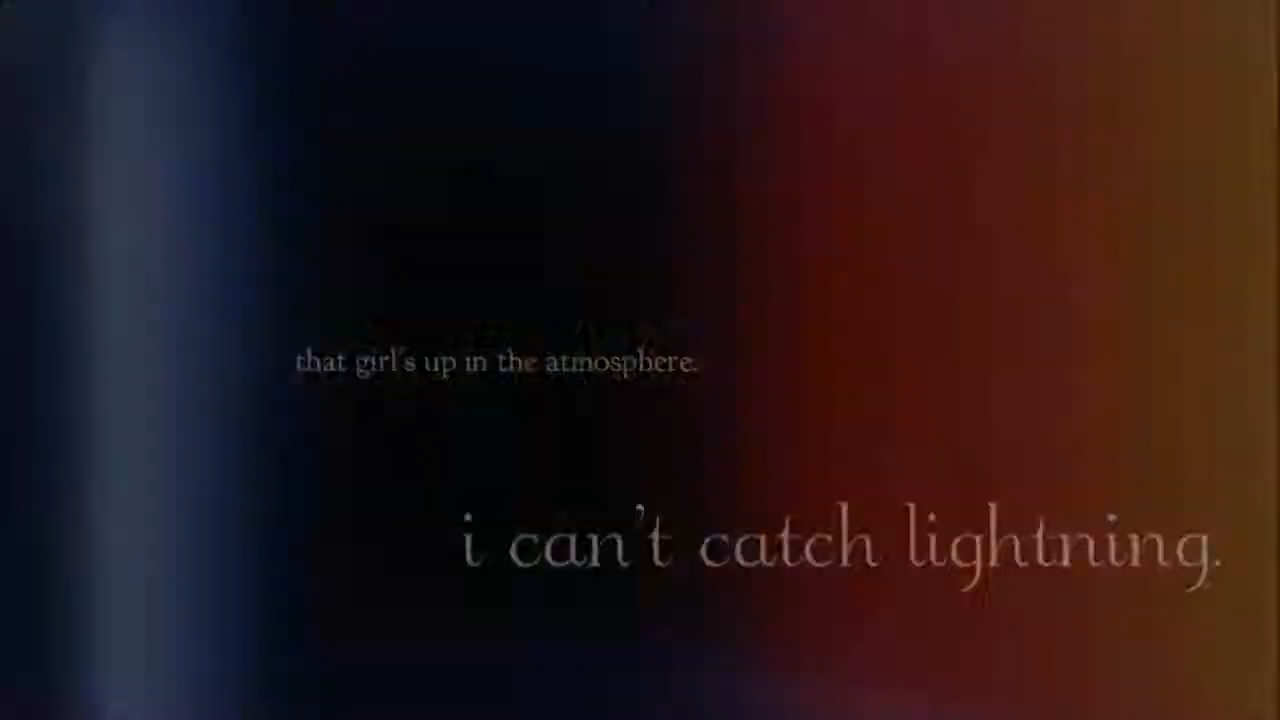 that girl's up in the atmosphere.
i can't catch lightning.